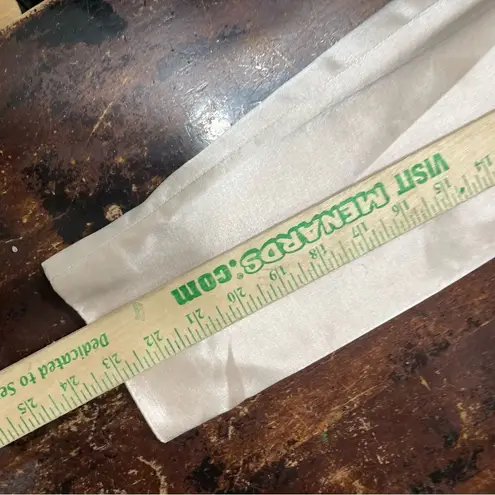 Dedicated to Se
VISIT MENARDS®.COM
25 24 23 22 21 20 19 18 17 16 15 14